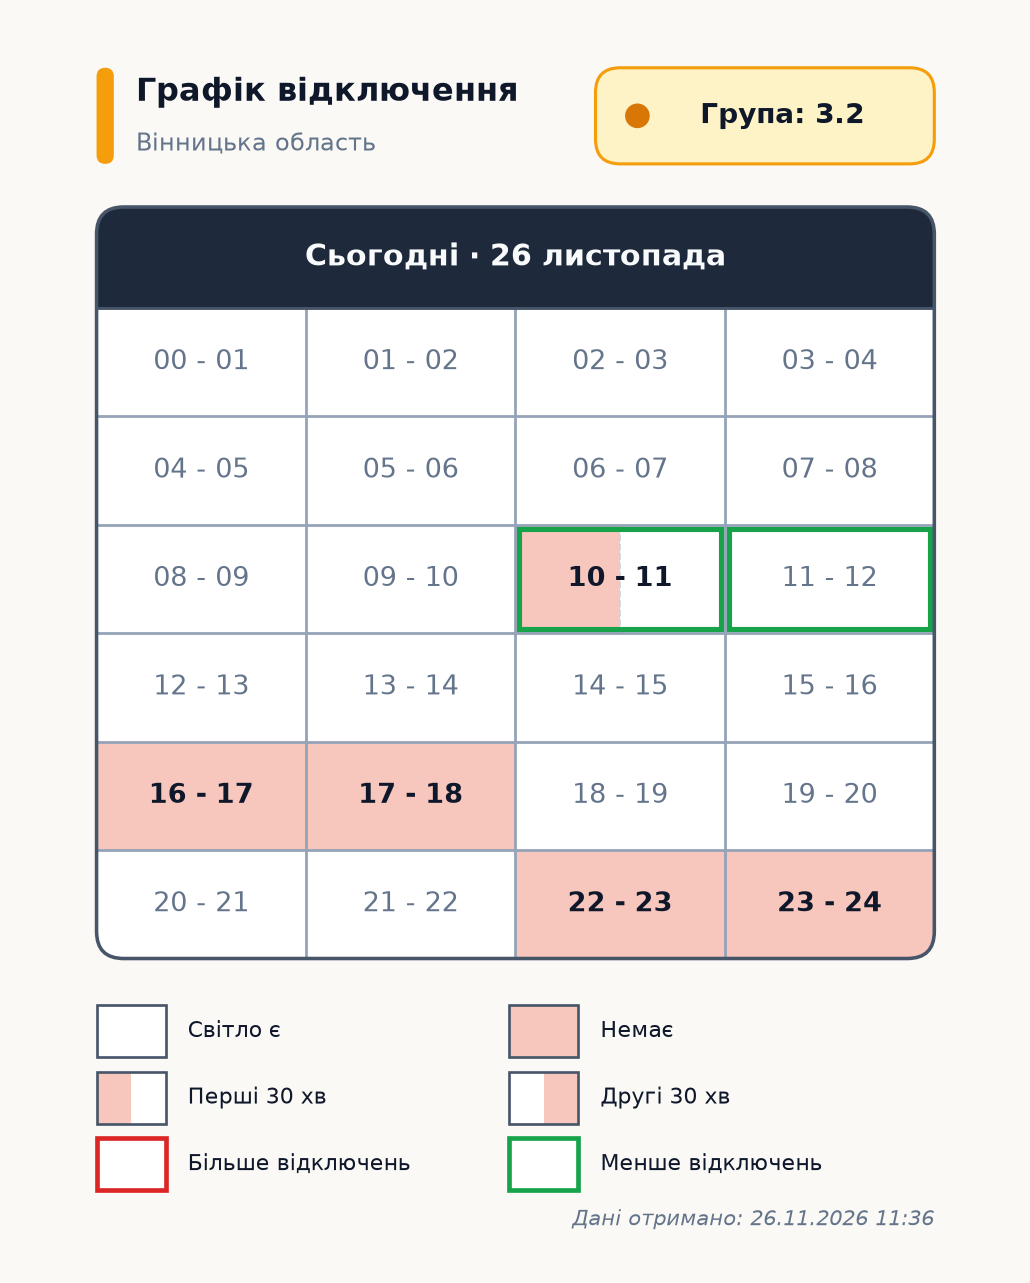 Графік відключення
Вінницька область
Група: 3.2
Сьогодні · 26 листопада
00 - 01 01 - 02 02 - 03 03 - 04
04 - 05 05 - 06 06 - 07 07 - 08
08 - 09 09 - 10 10 - 11 11 - 12
12 - 13 13 - 14 14 - 15 15 - 16
16 - 17 17 - 18 18 - 19 19 - 20
20 - 21 21 - 22 22 - 23 23 - 24
Світло є Немає
Перші 30 хв Другі 30 хв
Більше відключень Менше відключень
Дані отримано: 26.11.2026 11:36